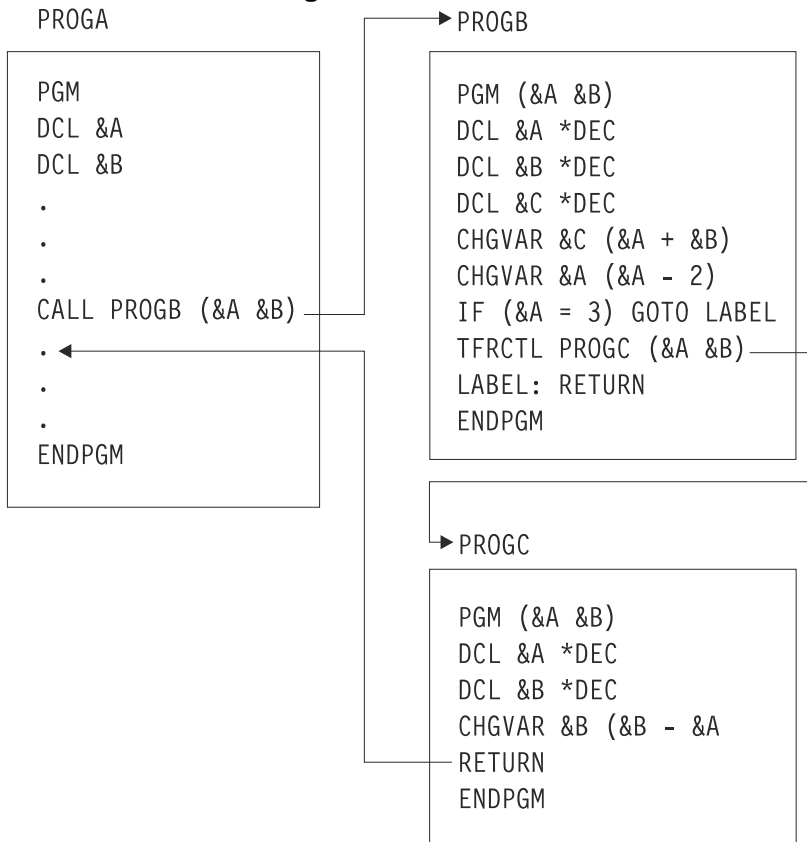 PROGA
PGM
DCL &A
DCL &B
.
.
.
CALL PROGB (&A &B)
.
.
.
ENDPGM
PROGB
PGM (&A &B)
DCL &A *DEC
DCL &B *DEC
DCL &C *DEC
CHGVAR &C (&A + &B)
CHGVAR &A (&A - 2)
IF (&A = 3) GOTO LABEL
TFRCTL PROGC (&A &B)
LABEL: RETURN
ENDPGM
PROGC
PGM (&A &B)
DCL &A *DEC
DCL &B *DEC
CHGVAR &B (&B - &A
RETURN
ENDPGM